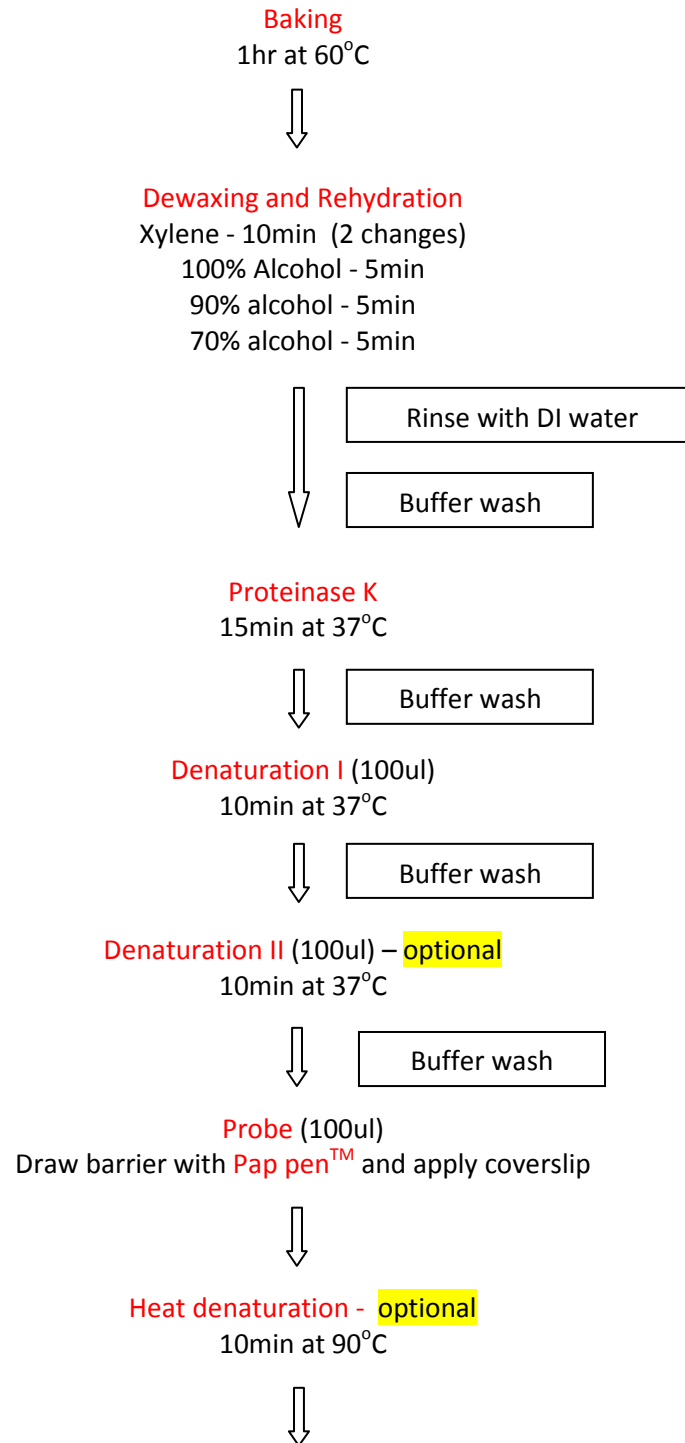 Baking
1hr at 60°C
Dewaxing and Rehydration
Xylene - 10min (2 changes)
100% Alcohol - 5min
90% alcohol - 5min
70% alcohol - 5min
Rinse with DI water
Buffer wash
Proteinase K
15min at 37°C
Buffer wash
Denaturation I (100ul)
10min at 37°C
Buffer wash
Denaturation II (100ul) – optional
10min at 37°C
Buffer wash
Probe (100ul)
Draw barrier with Pap pen™ and apply coverslip
Heat denaturation - optional
10min at 90°C